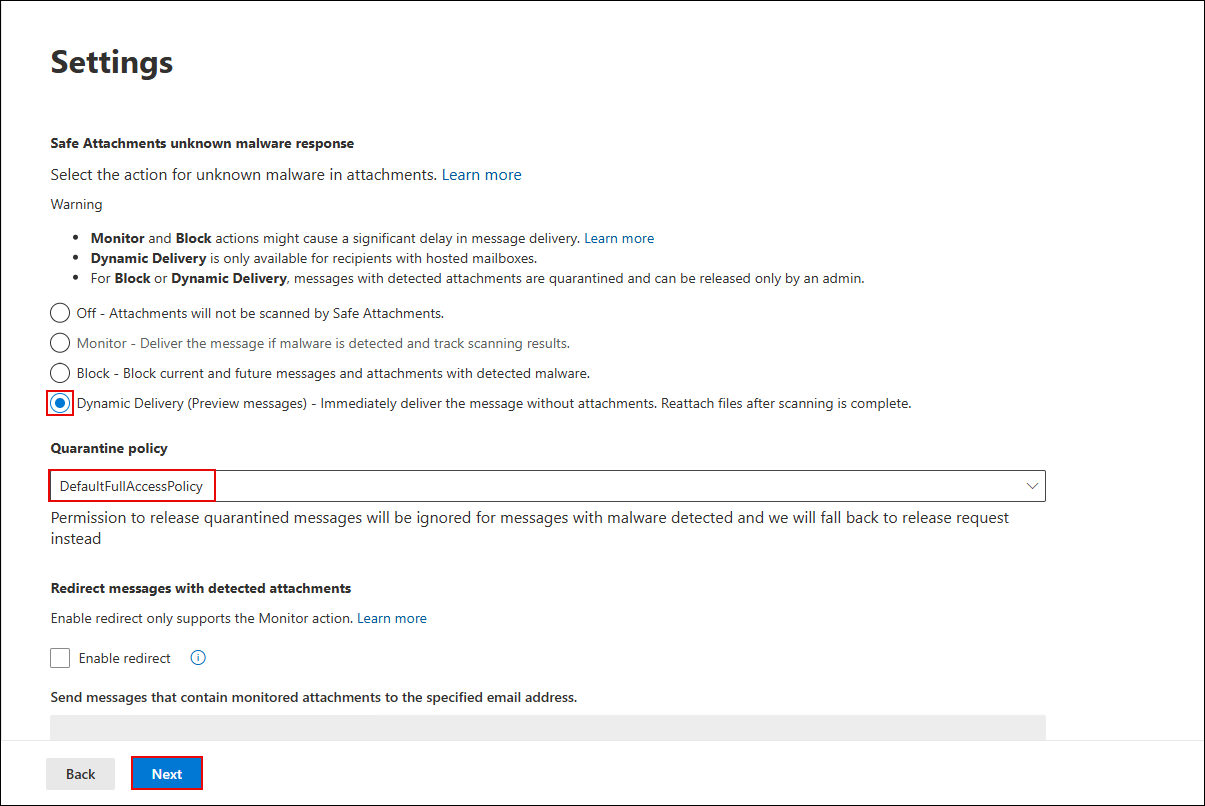 Settings
Safe Attachments unknown malware response
Select the action for unknown malware in attachments. Learn more
Warning
• Monitor and Block actions might cause a significant delay in message delivery. Learn more
• Dynamic Delivery is only available for recipients with hosted mailboxes.
• For Block or Dynamic Delivery, messages with detected attachments are quarantined and can be released only by an admin.
Off - Attachments will not be scanned by Safe Attachments.
Monitor - Deliver the message if malware is detected and track scanning results.
Block - Block current and future messages and attachments with detected malware.
Dynamic Delivery (Preview messages) - Immediately deliver the message without attachments. Reattach files after scanning is complete.
Quarantine policy
DefaultFullAccessPolicy
Permission to release quarantined messages will be ignored for messages with malware detected and we will fall back to release request
instead
Redirect messages with detected attachments
Enable redirect only supports the Monitor action. Learn more
Enable redirect
Send messages that contain monitored attachments to the specified email address.
Back Next